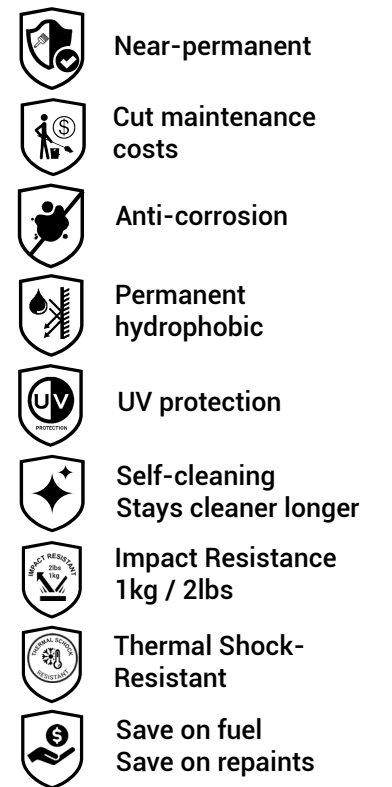 Near-permanent
$
Cut maintenance
costs
Anti-corrosion
Permanent
hydrophobic
UV
PROTECTION
UV protection
Self-cleaning
Stays cleaner longer
IMPACT RESISTANT
2lbs
1kg
Impact Resistance
1kg / 2lbs
THERMAL SCHOCK
RESISTANT
Thermal Shock-
Resistant
$
Save on fuel
Save on repaints